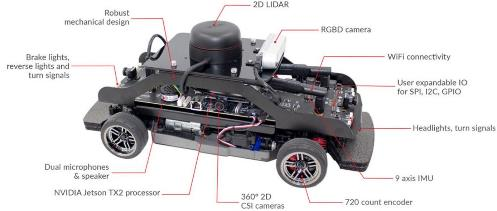 2D LIDAR
Robust
mechanical design
RGBD camera
Brake lights,
reverse lights and
turn signals
WiFi connectivity
User expandable IO
for SPI, I2C, GPIO
Headlights, turn signals
Dual microphones
& speaker
9 axis IMU
NVIDIA Jetson TX2 processor
360° 2D
CSI cameras
720 count encoder